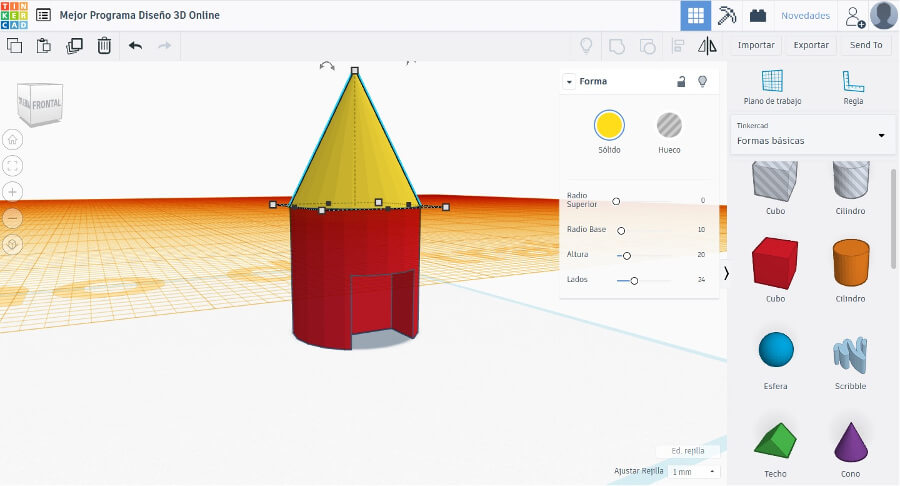 TIN
KER
CAD
Mejor Programa Diseño 3D Online
Novedades
Importar
Exportar
Send To
FRONTAL
Forma
Sólido
Hueco
Radio
Superior
0
Radio Base
10
Altura
20
Lados
24
Plano de trabajo
Regla
Tinkercad
Formas básicas
Cubo
Cilindro
Cubo
Cilindro
Esfera
Scribble
Techo
Cono
Ed. rejilla
Ajustar Rejilla
1 mm